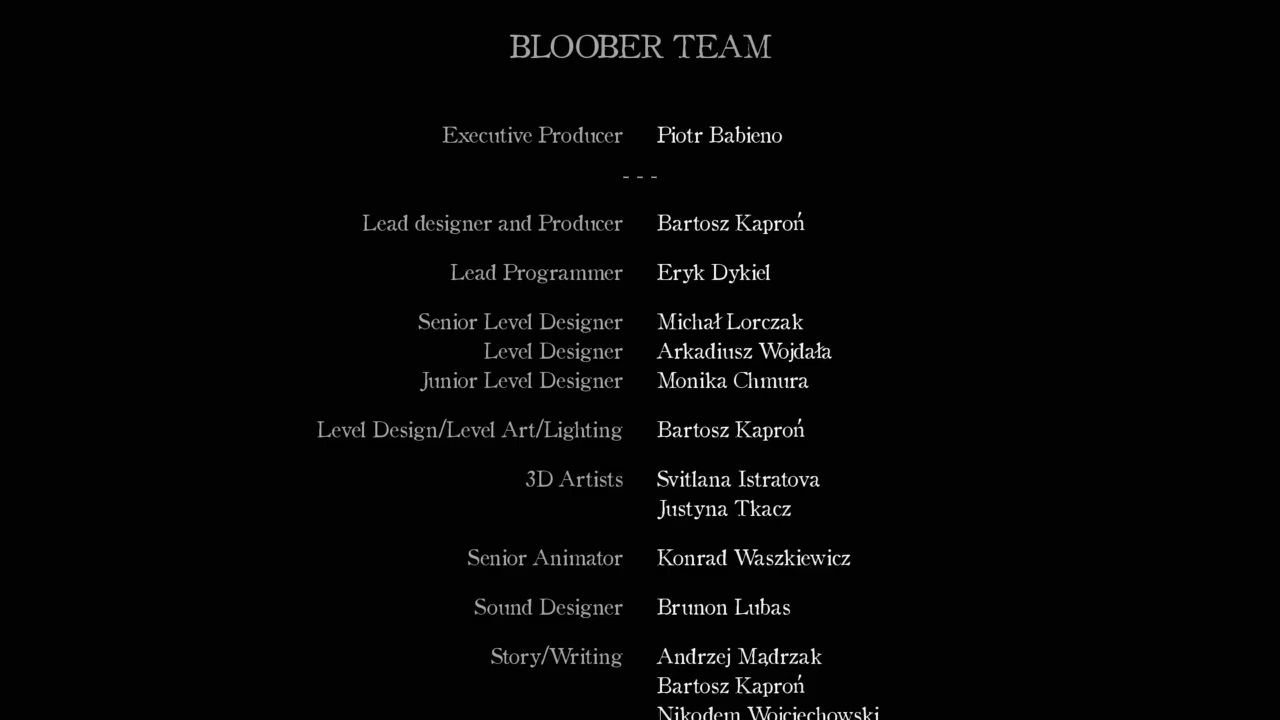 BLOOBER TEAM
Executive Producer Piotr Babieno
- - -
Lead designer and Producer Bartosz Kaproń
Lead Programmer Eryk Dykiel
Senior Level Designer Michał Lorczak
Level Designer Arkadiusz Wojdała
Junior Level Designer Monika Chmura
Level Design/Level Art/Lighting Bartosz Kaproń
3D Artists Svitlana Istratova
Justyna Tkacz
Senior Animator Konrad Waszkiewicz
Sound Designer Brunon Lubas
Story/Writing Andrzej Mądrzak
Bartosz Kaproń
Nikodem Wojciechowski